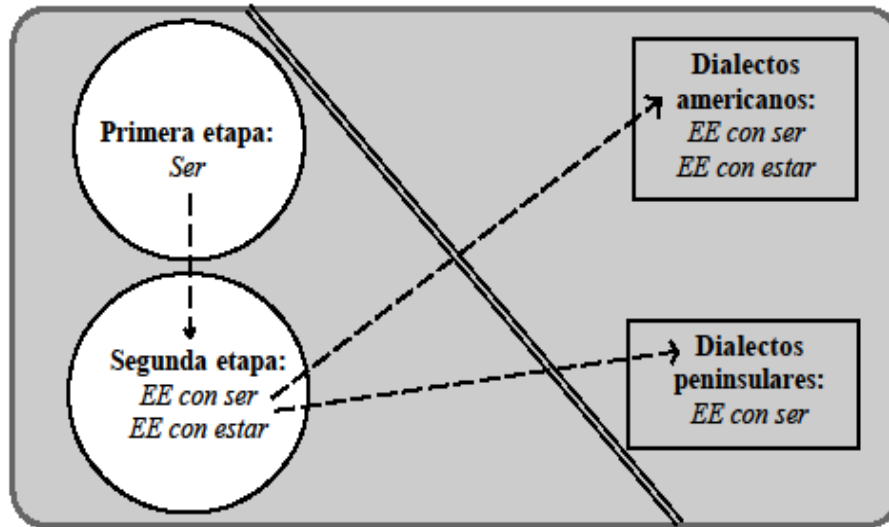 Primera etapa:
Ser
Segunda etapa:
EE con ser
EE con estar
Dialectos
americanos:
EE con ser
EE con estar
Dialectos
peninsulares:
EE con ser